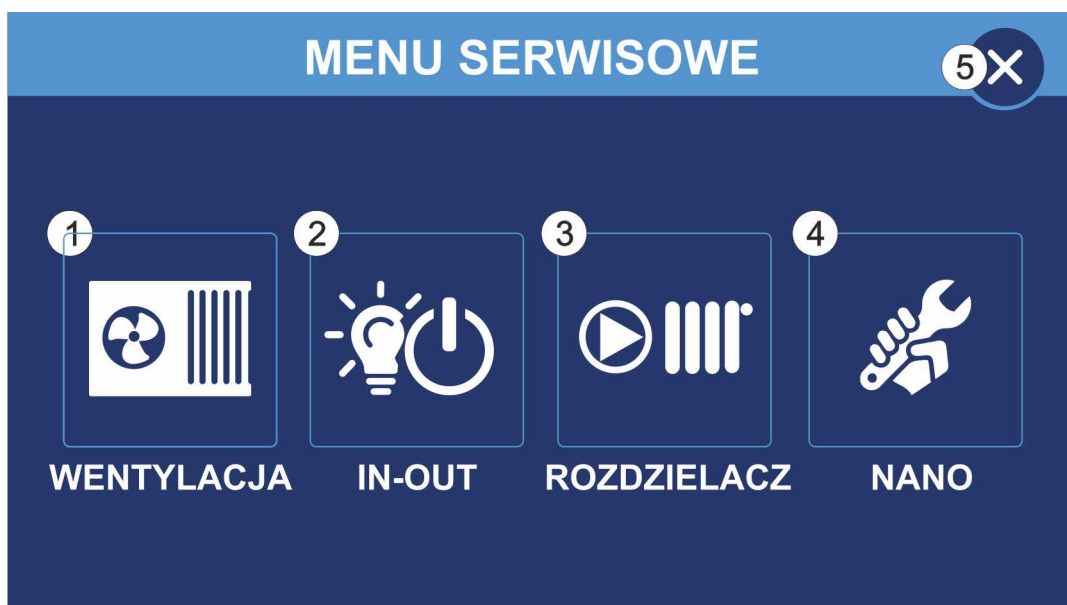 MENU SERWISOWE
5
1
2
3
4
WENTYLACJA
IN-OUT
ROZDZIELACZ
NANO